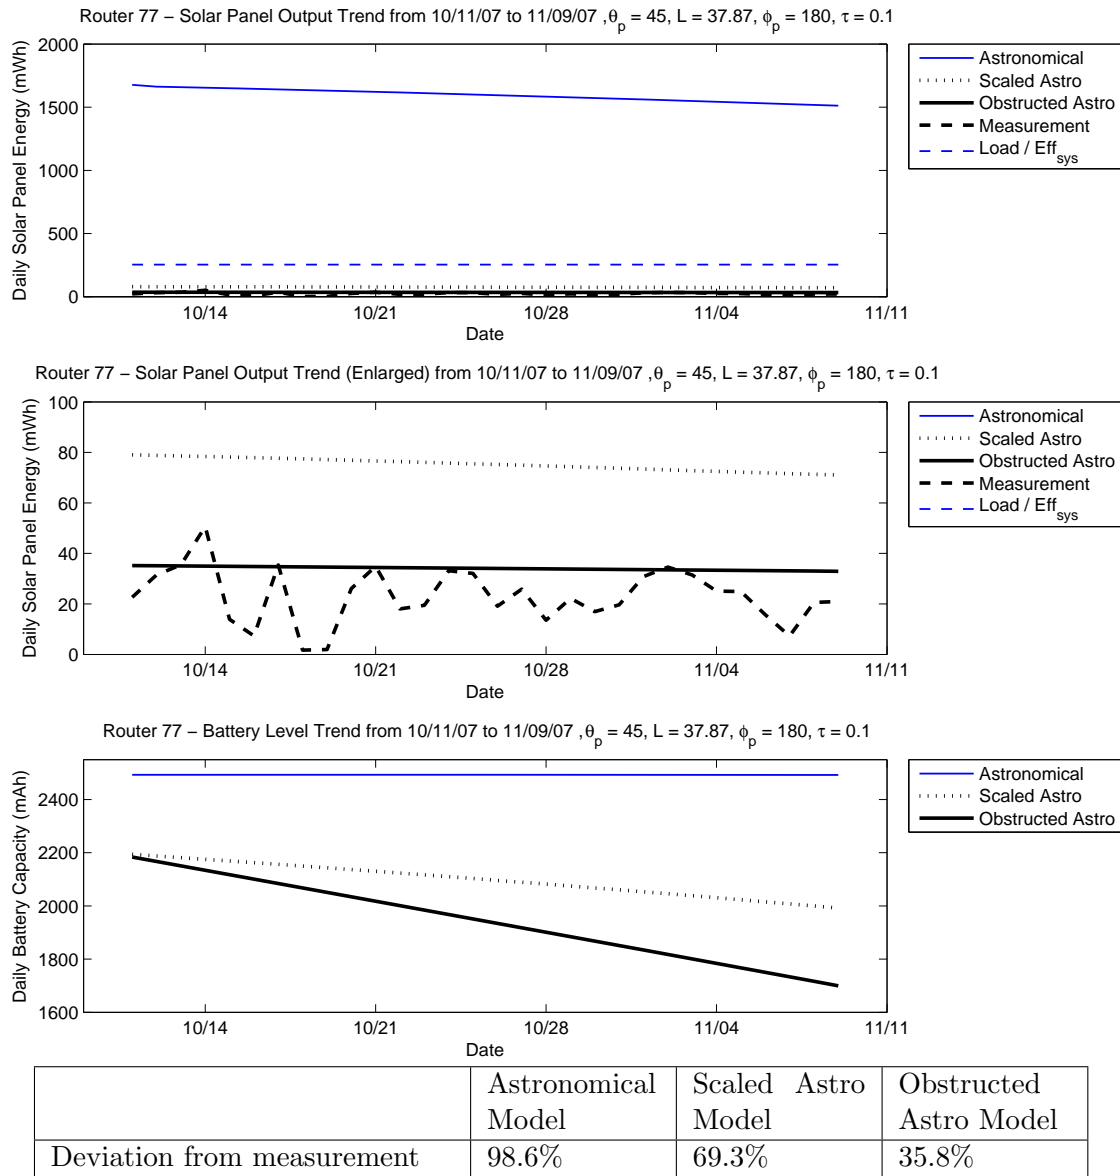 Router 77 – Solar Panel Output Trend from 10/11/07 to 11/09/07 ,θp = 45, L = 37.87, ϕp = 180, τ = 0.1
Daily Solar Panel Energy (mWh)
2000
1500
1000
500
0
10/14 10/21 10/28 11/04 11/11
Date
Astronomical
Scaled Astro
Obstructed Astro
Measurement
Load / Effsys
Router 77 – Solar Panel Output Trend (Enlarged) from 10/11/07 to 11/09/07 ,θp = 45, L = 37.87, ϕp = 180, τ = 0.1
Daily Solar Panel Energy (mWh)
100
80
60
40
20
0
10/14 10/21 10/28 11/04 11/11
Date
Astronomical
Scaled Astro
Obstructed Astro
Measurement
Load / Effsys
Router 77 – Battery Level Trend from 10/11/07 to 11/09/07 ,θp = 45, L = 37.87, ϕp = 180, τ = 0.1
Daily Battery Capacity (mAh)
2400
2200
2000
1800
1600
10/14 10/21 10/28 11/04 11/11
Date
Astronomical
Scaled Astro
Obstructed Astro
Astronomical Scaled Astro Obstructed
Model Model Astro Model
Deviation from measurement 98.6% 69.3% 35.8%